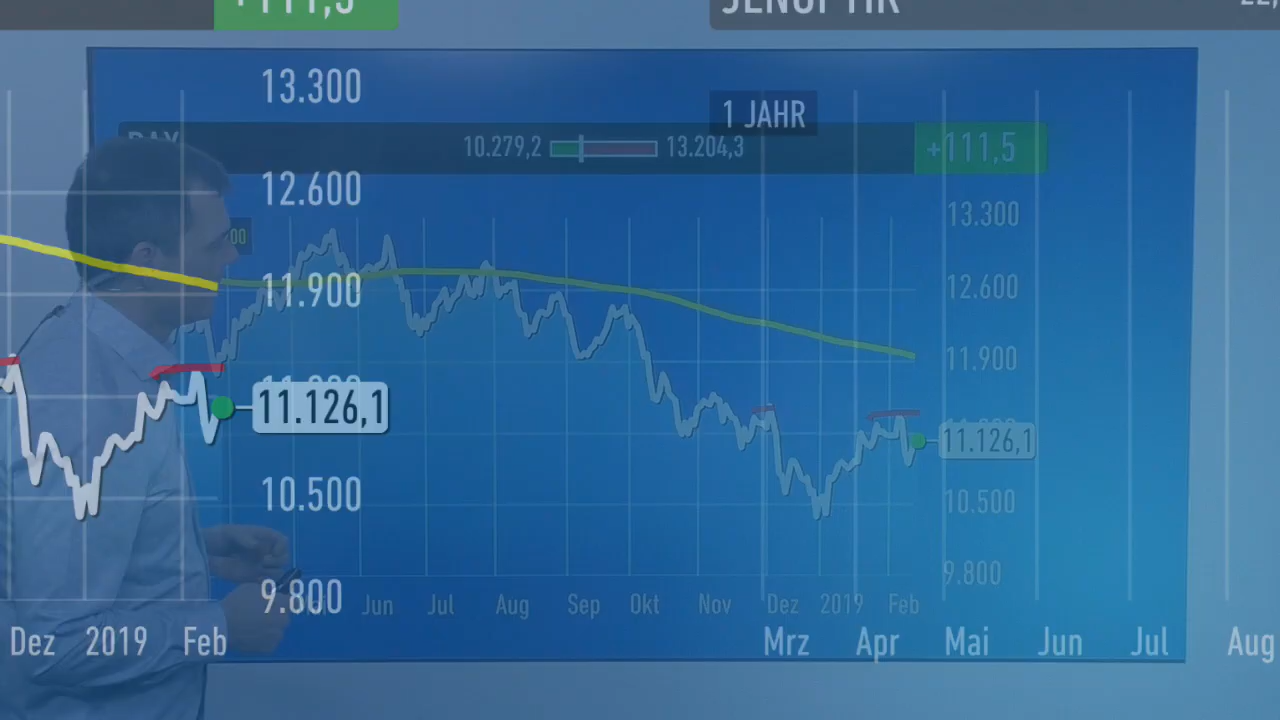 +111,5
13.300
1 JAHR
DAX
10.279,2
13.204,3
+111,5
12.600
13.300
00
11.900
12.600
11.900
11.126,1
11.126,1
10.500
10.500
9.800
9.800
Jun
Jul
Aug
Sep
Okt
Nov
Dez
2019
Feb
Dez
2019
Feb
Mrz
Apr
Mai
Jun
Jul
Aug